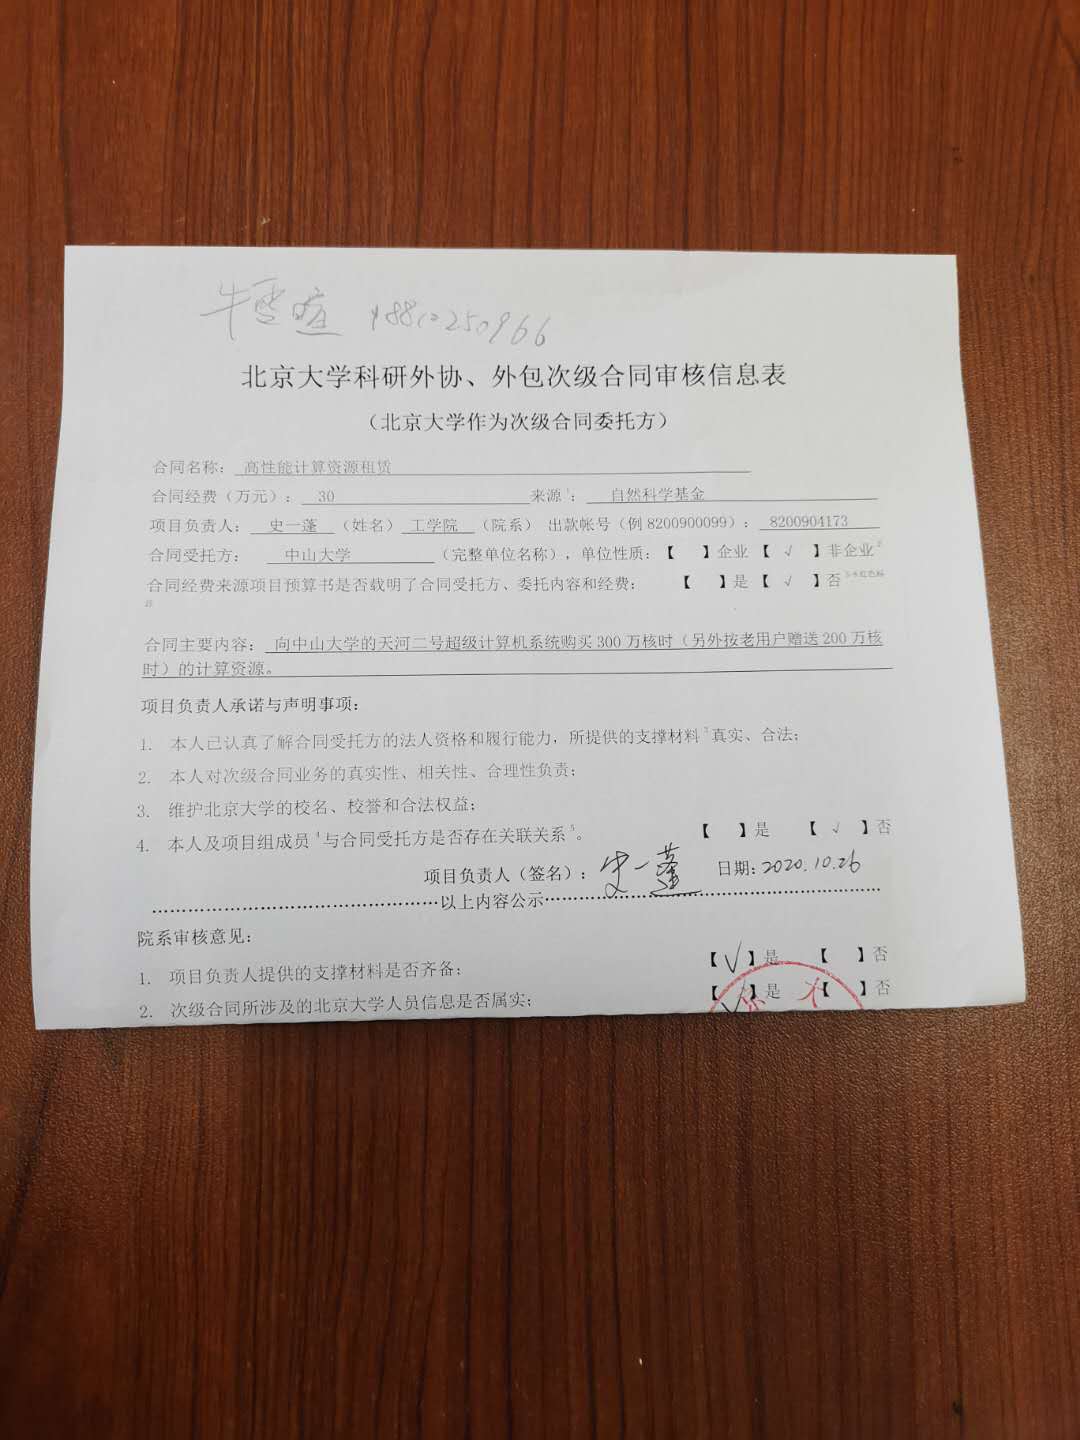 18810250966
北京大学科研外协、外包次级合同审核信息表
（北京大学作为次级合同委托方）
合同名称： 高性能计算资源租赁
合同经费（万元）： 30 来源1： 自然科学基金
项目负责人： 史一蓬 （姓名） 工学院 （院系） 出款帐号（例8200900099）： 8200904173
合同受托方： 中山大学 （完整单位名称），单位性质：【 】企业【 √ 】非企业2
合同经费来源项目预算书是否载明了合同受托方、委托内容和经费： 【 】是【 √ 】否
合同主要内容： 向中山大学的天河二号超级计算机系统购买300万核时（另外按老用户赠送200万核
时）的计算资源。
项目负责人承诺与声明事项：
1. 本人已认真了解合同受托方的法人资格和履行能力，所提供的支撑材料3真实、合法；
2. 本人对次级合同业务的真实性、相关性、合理性负责；
3. 维护北京大学的校名、校誉和合法权益；
4. 本人及项目组成员4与合同受托方是否存在关联关系5。 【 】是 【 √ 】否
项目负责人（签名）：史一蓬 日期：2020.10.26
……………………………………………以上内容公示……………………………………………
院系审核意见：
1. 项目负责人提供的支撑材料是否齐备； 【√】是 【 】否
2. 次级合同所涉及的北京大学人员信息是否属实； 【√】是 【 】否
京 大